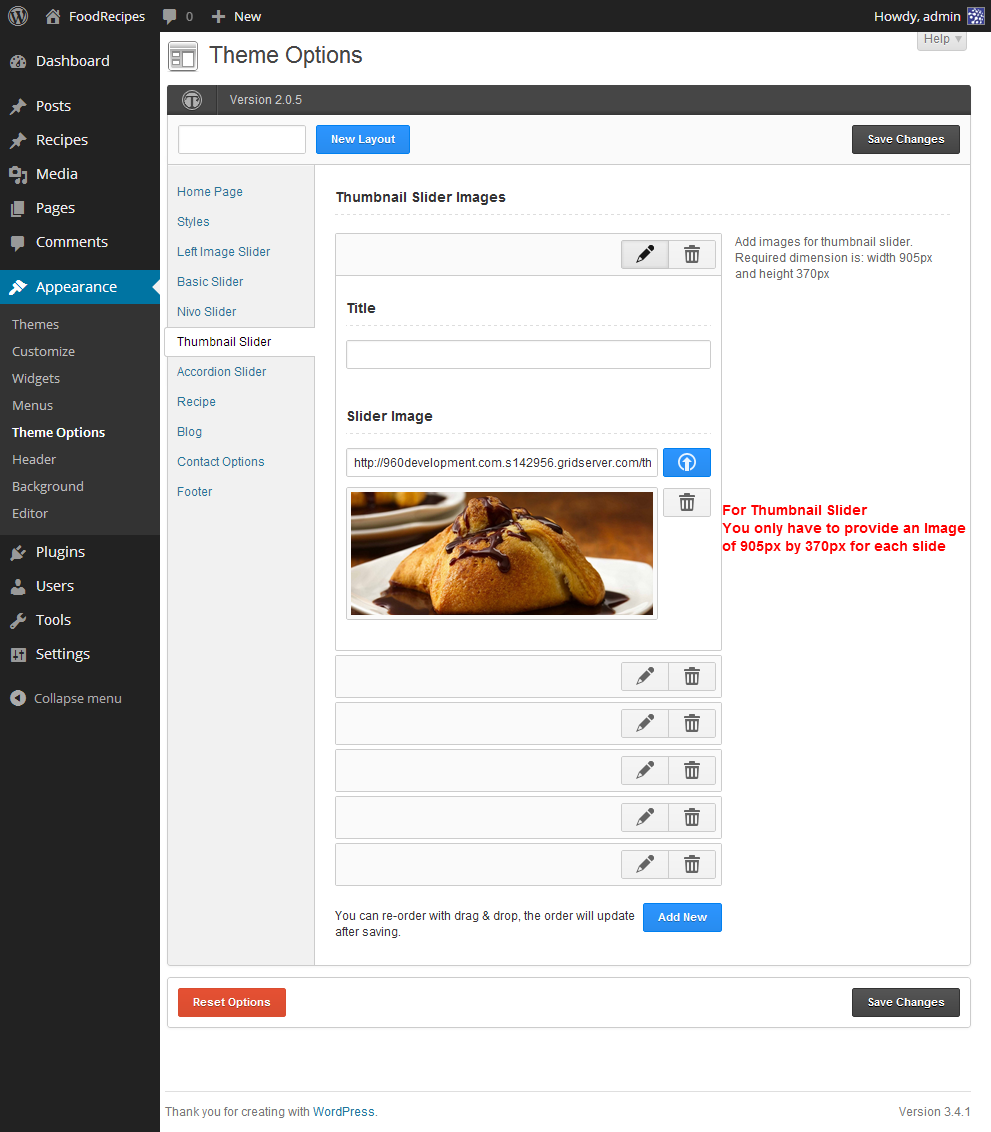 FoodRecipes 0 New Howdy, admin
Help
Dashboard
Posts
Recipes
Media
Pages
Comments
Appearance
Themes
Customize
Widgets
Menus
Theme Options
Header
Background
Editor
Plugins
Users
Tools
Settings
Collapse menu
Theme Options
Version 2.0.5
New Layout
Save Changes
Home Page
Styles
Left Image Slider
Basic Slider
Nivo Slider
Thumbnail Slider
Accordion Slider
Recipe
Blog
Contact Options
Footer
Thumbnail Slider Images
Add images for thumbnail slider.
Required dimension is: width 905px
and height 370px
Title
Slider Image
http://960development.com.s142956.gridserver.com/th
For Thumbnail Slider
You only have to provide an Image
of 905px by 370px for each slide
You can re-order with drag & drop, the order will update
after saving.
Add New
Reset Options
Save Changes
Thank you for creating with WordPress.
Version 3.4.1